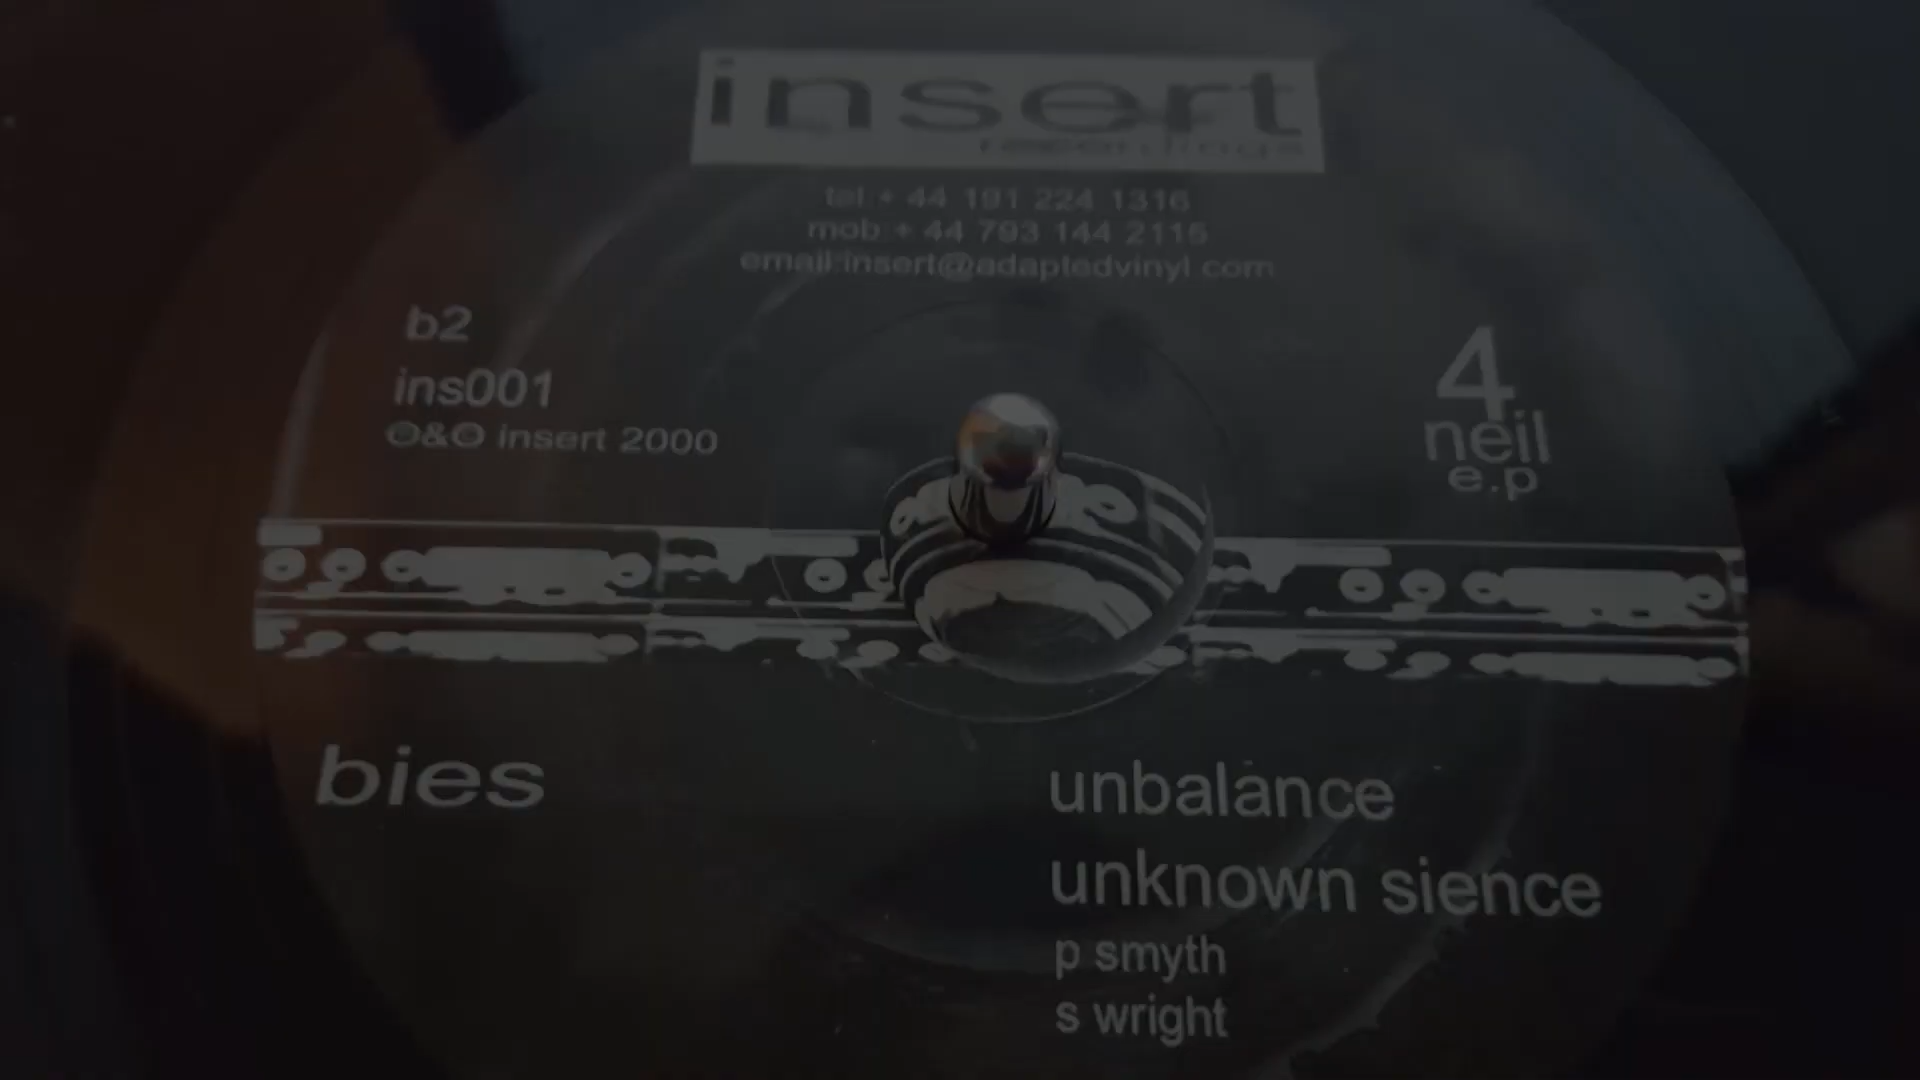 insert
recordings
tel:+ 44 191 224 1316
mob:+ 44 793 144 2115
email:insert@adaptedvinyl.com
b2
ins001
℗&© insert 2000
4
neil
e.p
bies
unbalance
unknown sience
p smyth
s wright